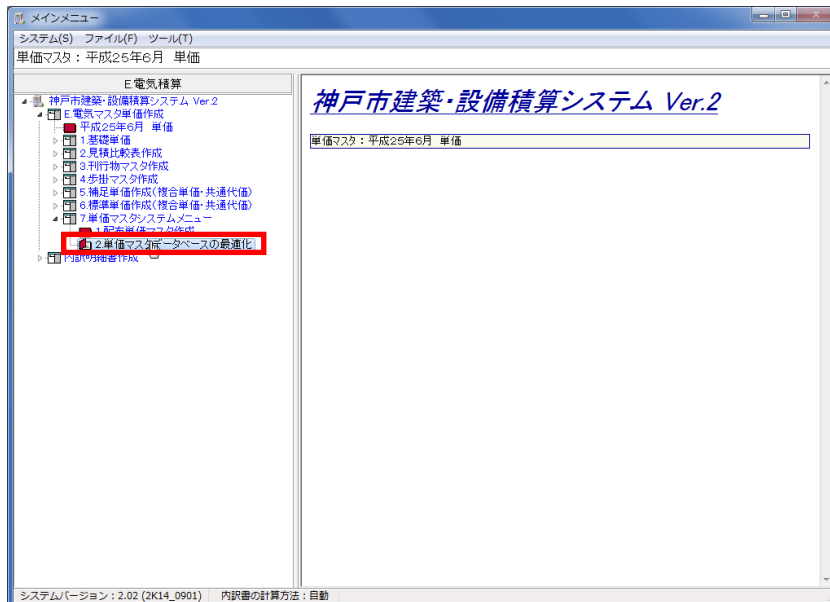 メインメニュー
システム(S) ファイル(F) ツール(T)
単価マスタ：平成25年6月 単価
E.電気積算
神戸市建築・設備積算システム Ver.2
E.電気マスタ単価作成
平成25年6月 単価
1.基礎単価
2.見積比較表作成
3.刊行物マスタ作成
4.歩掛マスタ作成
5.補足単価作成(複合単価・共通代価)
6.標準単価作成(複合単価・共通代価)
7.単価マスタシステムメニュー
1.配布単価マスタ作成
2.単価マスタデータベースの最適化
内訳明細書作成
神戸市建築・設備積算システム Ver.2
単価マスタ：平成25年6月 単価
システムバージョン：2.02 (2K14_0901) 内訳書の計算方法：自動